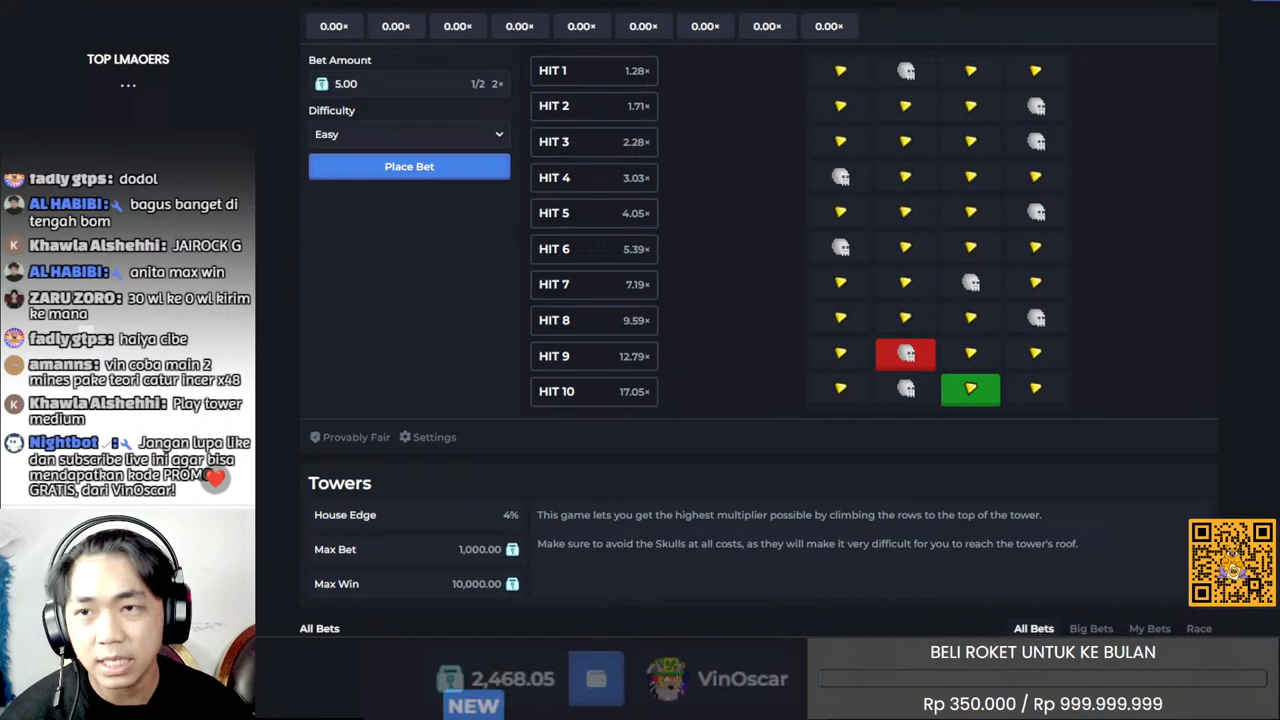 TOP LMAOERS
...
fadly gtps: dodol
AL HABIBI: bagus banget di
tengah bom
K Khawla Alshehhi: JAIROCK G
AL HABIBI: anita max win
ZARU ZORO: 30 wl ke 0 wl kirim
ke mana
fadly gtps: haiya cibe
amanns: vin coba main 2
mines pake teori catur incer x48
K Khawla Alshehhi: Play tower
medium
Nightbot: Jangan lupa like
dan subscribe live ini agar bisa
mendapatkan kode PROMO
GRATIS, dari VinOscar!
0.00× 0.00× 0.00× 0.00× 0.00× 0.00× 0.00× 0.00× 0.00×
Bet Amount
5.00 1/2 2×
Difficulty
Easy
Place Bet
HIT 1 1.28×
HIT 2 1.71×
HIT 3 2.28×
HIT 4 3.03×
HIT 5 4.05×
HIT 6 5.39×
HIT 7 7.19×
HIT 8 9.59×
HIT 9 12.79×
HIT 10 17.05×
Provably Fair Settings
Towers
House Edge 4%
Max Bet 1,000.00
Max Win 10,000.00
This game lets you get the highest multiplier possible by climbing the rows to the top of the tower.
Make sure to avoid the Skulls at all costs, as they will make it very difficult for you to reach the tower's roof.
All Bets
All Bets Big Bets My Bets Race
2,468.05
NEW
VinOscar
BELI ROKET UNTUK KE BULAN
Rp 350.000 / Rp 999.999.999